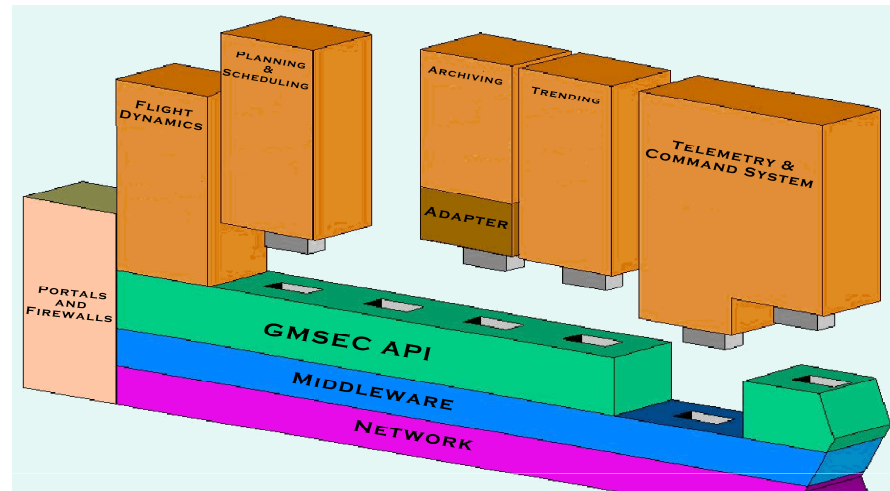 Planning
&
Scheduling
Flight
Dynamics
Archiving
Trending
Telemetry &
Command System
Adapter
Portals
and
Firewalls
GMSEC API
Middleware
Network